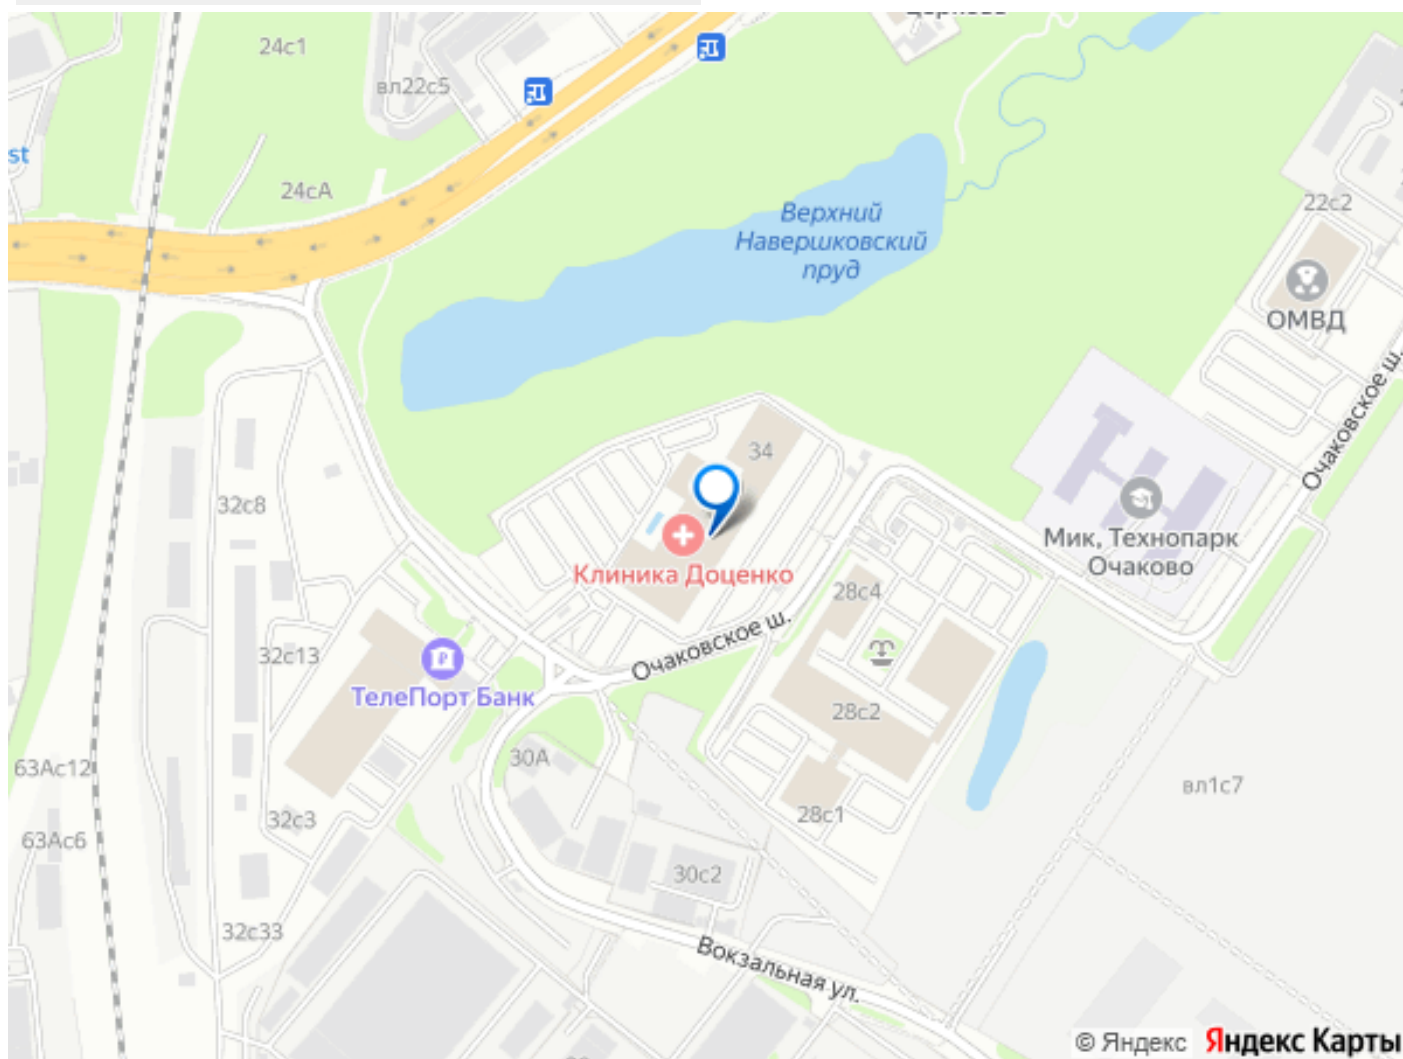 24с1
вл22с5
st
24сА
Верхний
Навершковский
пруд
22с2
ОМВД
Очаковское ш.
34
32с8
Клиника Доценко
Мик, Технопарк
Очаково
28с4
Очаковское ш.
32с13
ТелеПорт Банк
28с2
30А
63Ас12
вл1с7
28с1
32с3
63Ас6
30с2
32с33
Вокзальная ул.
© Яндекс Яндекс Карты